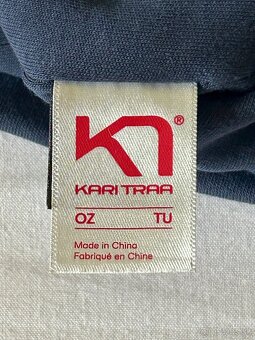 KARI TRAA
OZ TU
Made in China
Fabriqué en Chine